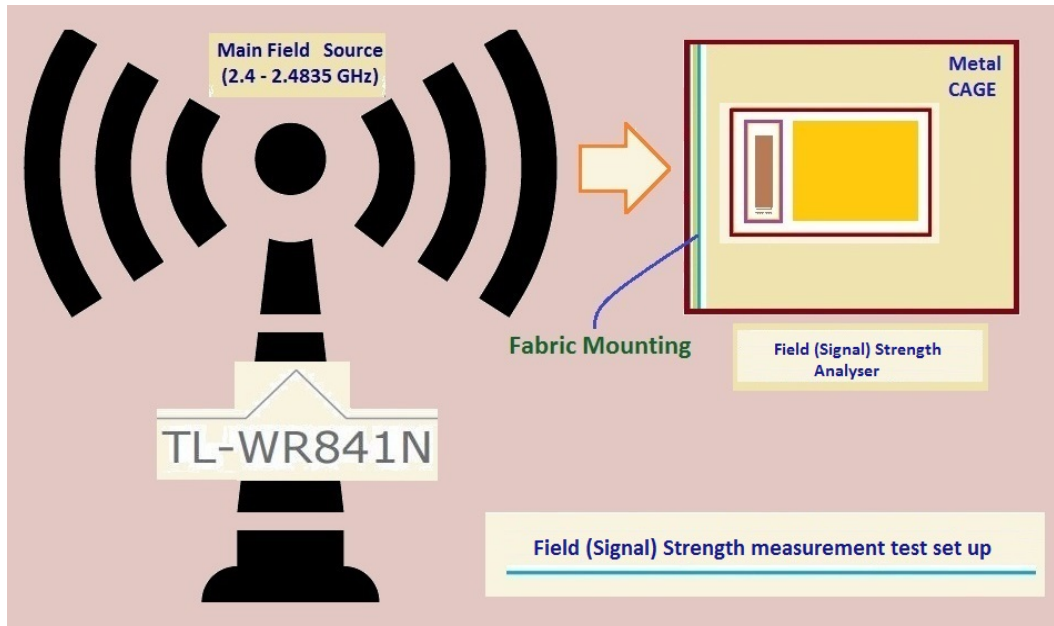 Main Field Source
(2.4 - 2.4835 GHz)
Metal
CAGE
Fabric Mounting
Field (Signal) Strength
Analyser
TL-WR841N
Field (Signal) Strength measurement test set up